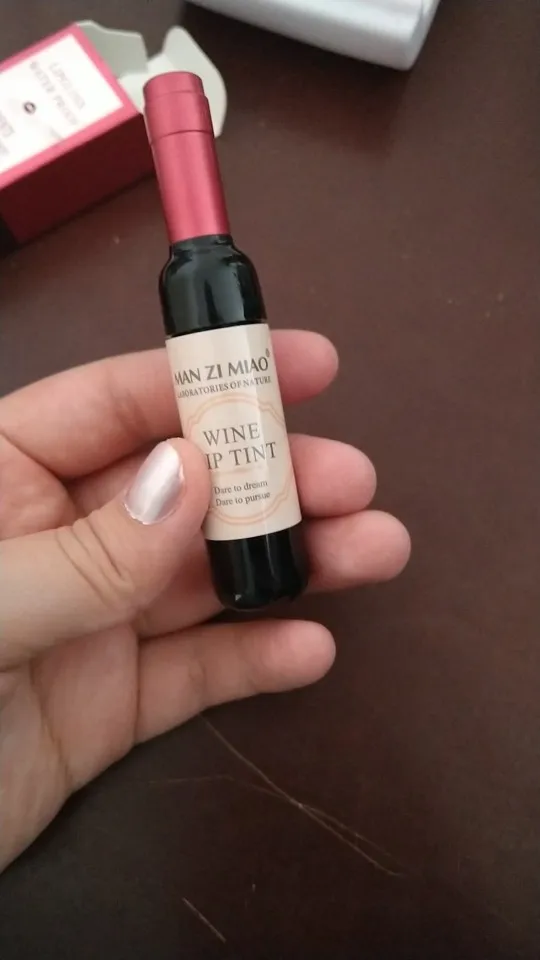 MAN ZI MIAO®
LABORATORIES OF NATURE
WINE
IP TINT
Dare to dream
Dare to pursue